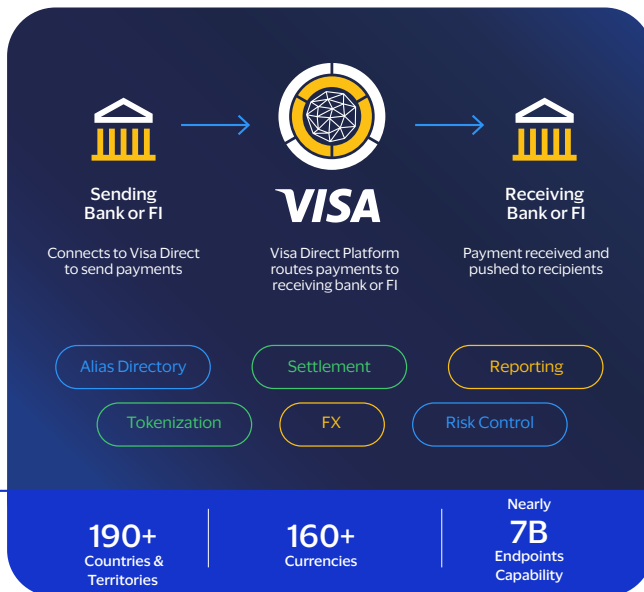 Sending
Bank or FI
Connects to Visa Direct
to send payments
VISA
Visa Direct Platform
routes payments to
receiving bank or FI
Receiving
Bank or FI
Payment received and
pushed to recipients
Alias Directory
Settlement
Reporting
Tokenization
FX
Risk Control
190+
Countries &
Territories
160+
Currencies
Nearly
7B
Endpoints
Capability